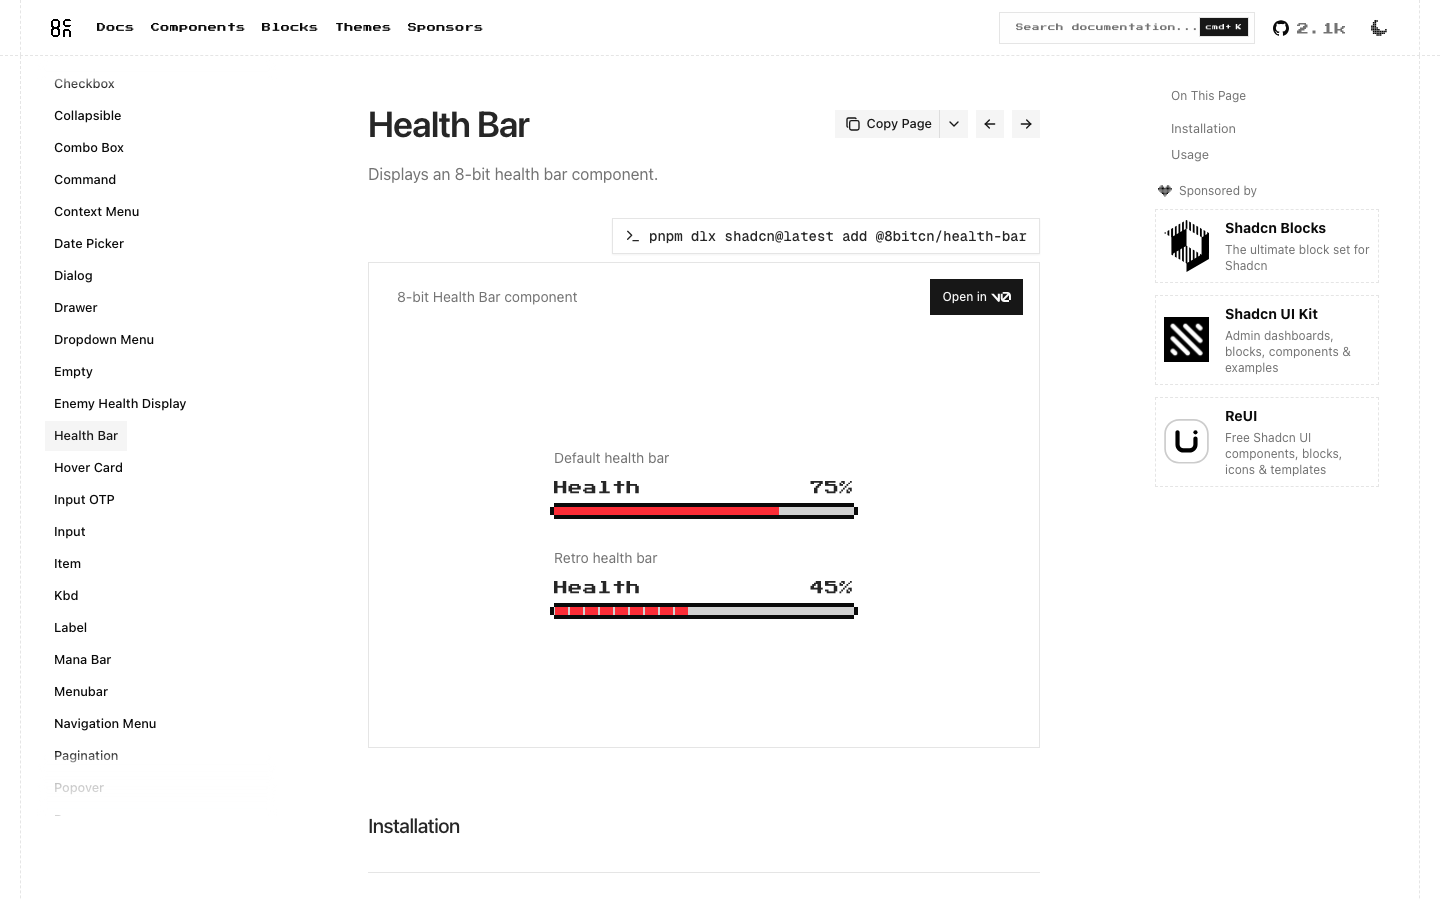 8CN
Docs
Components
Blocks
Themes
Sponsors
Search documentation...
cmd+ K
2.1k
Checkbox
Collapsible
Combo Box
Command
Context Menu
Date Picker
Dialog
Drawer
Dropdown Menu
Empty
Enemy Health Display
Health Bar
Hover Card
Input OTP
Input
Item
Kbd
Label
Mana Bar
Menubar
Navigation Menu
Pagination
Popover
Health Bar
Copy Page
Displays an 8-bit health bar component.
>_ pnpm dlx shadcn@latest add @8bitcn/health-bar
8-bit Health Bar component
Open in v0
Default health bar
Health 75%
Retro health bar
Health 45%
Installation
On This Page
Installation
Usage
Sponsored by
Shadcn Blocks
The ultimate block set for
Shadcn
Shadcn UI Kit
Admin dashboards,
blocks, components &
examples
ReUI
Free Shadcn UI
components, blocks,
icons & templates